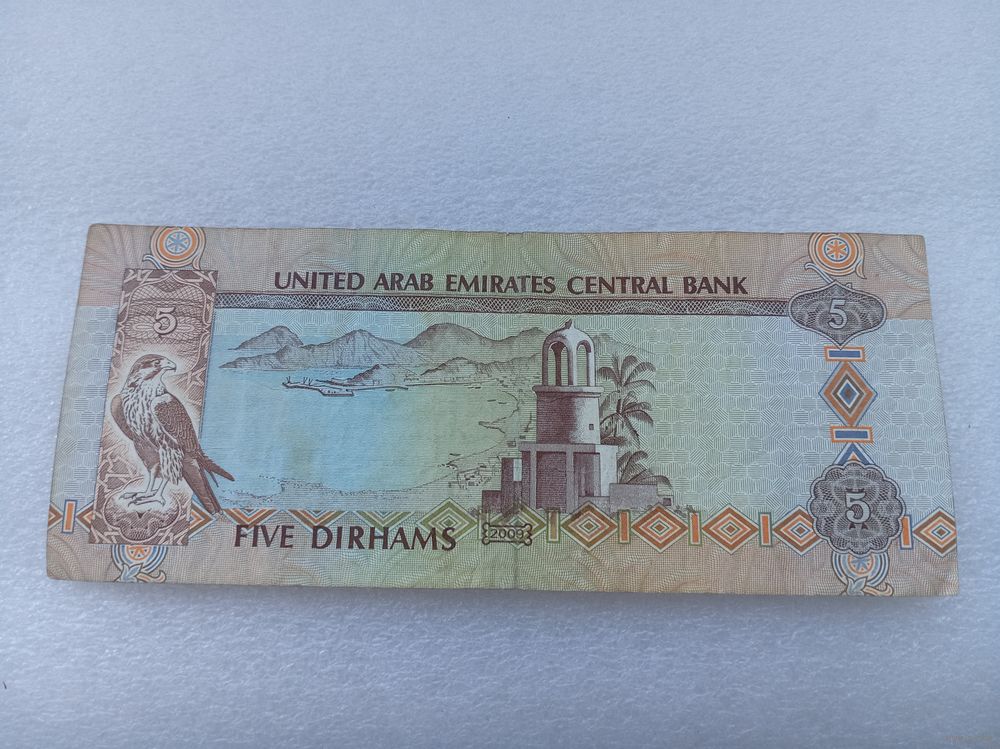 UNITED ARAB EMIRATES CENTRAL BANK
5
5
FIVE DIRHAMS
2009
5